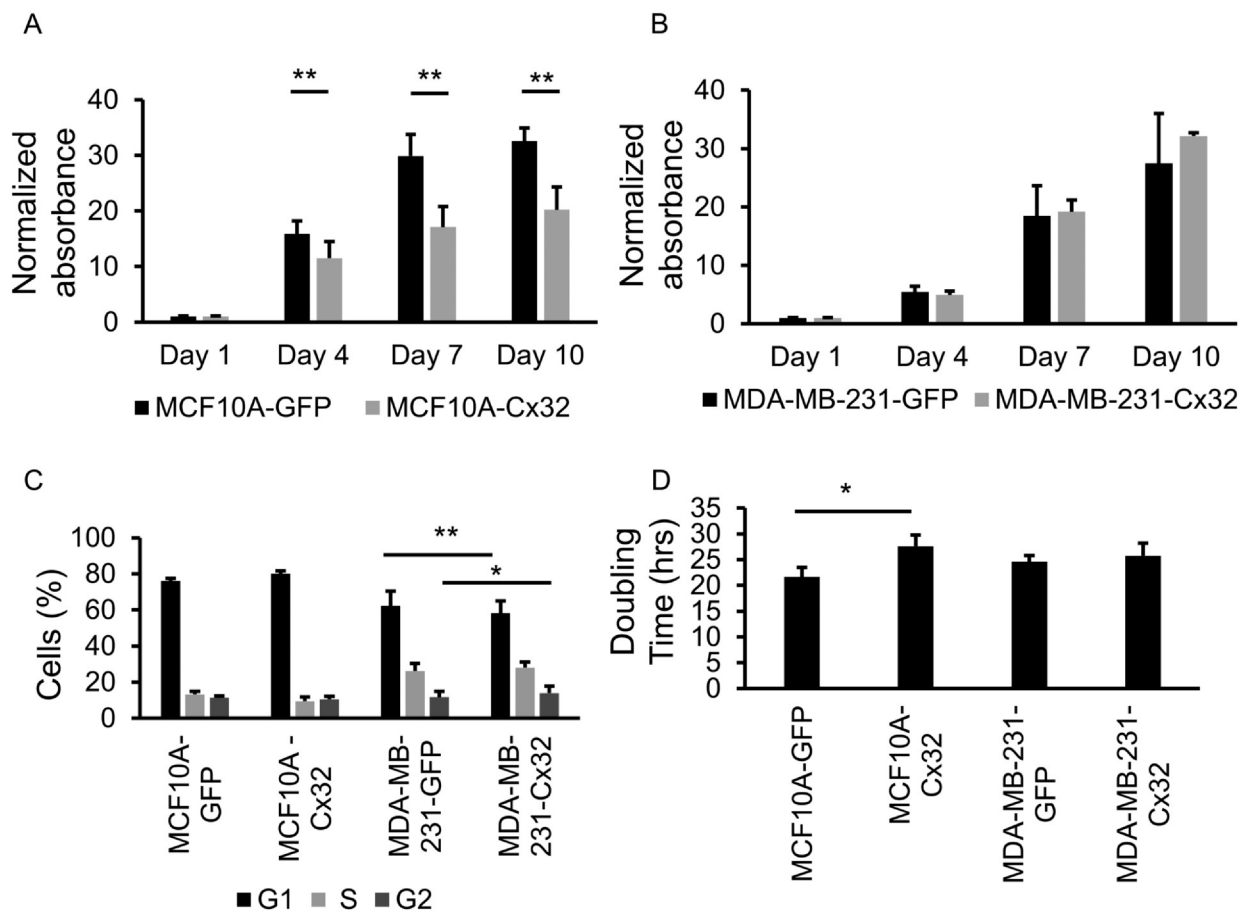 A
** ** **
40
30
20
10
0
Normalized
absorbance
Day 1 Day 4 Day 7 Day 10
■ MCF10A-GFP ■ MCF10A-Cx32
B
40
30
20
10
0
Normalized
absorbance
Day 1 Day 4 Day 7 Day 10
■ MDA-MB-231-GFP ■ MDA-MB-231-Cx32
C
**
*
100
80
60
40
20
0
Cells (%)
MCF10A-
GFP
MCF10A -
Cx32
MDA-MB-
231-GFP
MDA-MB-
231-Cx32
■ G1 ■ S ■ G2
D
*
35
30
25
20
15
10
5
0
Doubling
Time (hrs)
MCF10A-GFP
MCF10A-
Cx32
MDA-MB-231-
GFP
MDA-MB-231-
Cx32